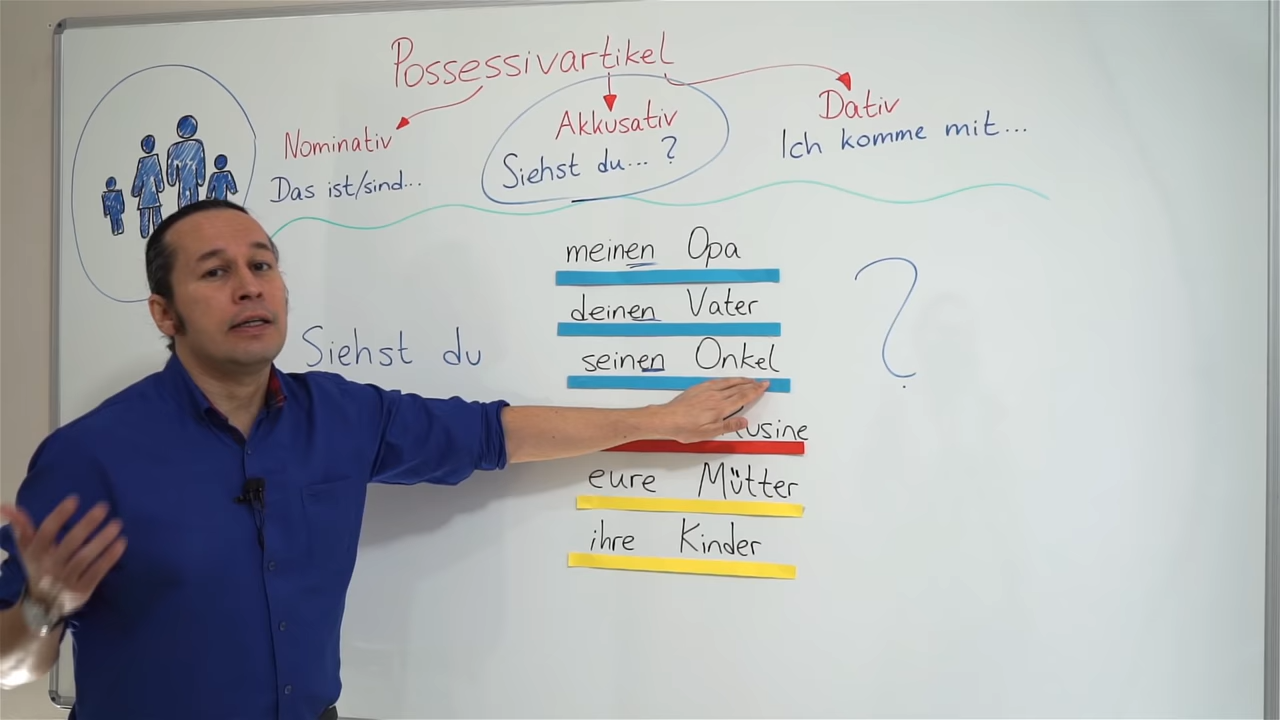 Possessivartikel
Nominativ
Das ist/sind...
Akkusativ
Siehst du... ?
Dativ
Ich komme mit...
Siehst du
meinen Opa
deinen Vater
seinen Onkel
eure Mütter
ihre Kinder
?